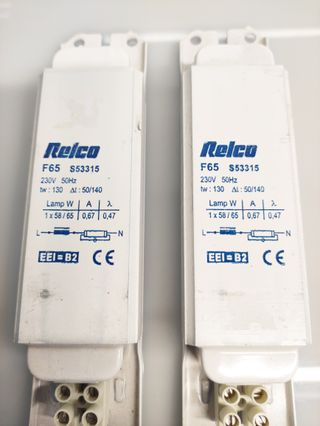 Relco
F65 S53315
230V 50Hz
tw : 130 Δt : 50/140
Lamp W A λ
1 x 58 / 65 0,67 0,47
L N
EEI = B2 CE
Relco
F65 S53315
230V 50Hz
tw : 130 Δt : 50/140
Lamp W A λ
1 x 58 / 65 0,67 0,47
L N
EEI = B2 CE